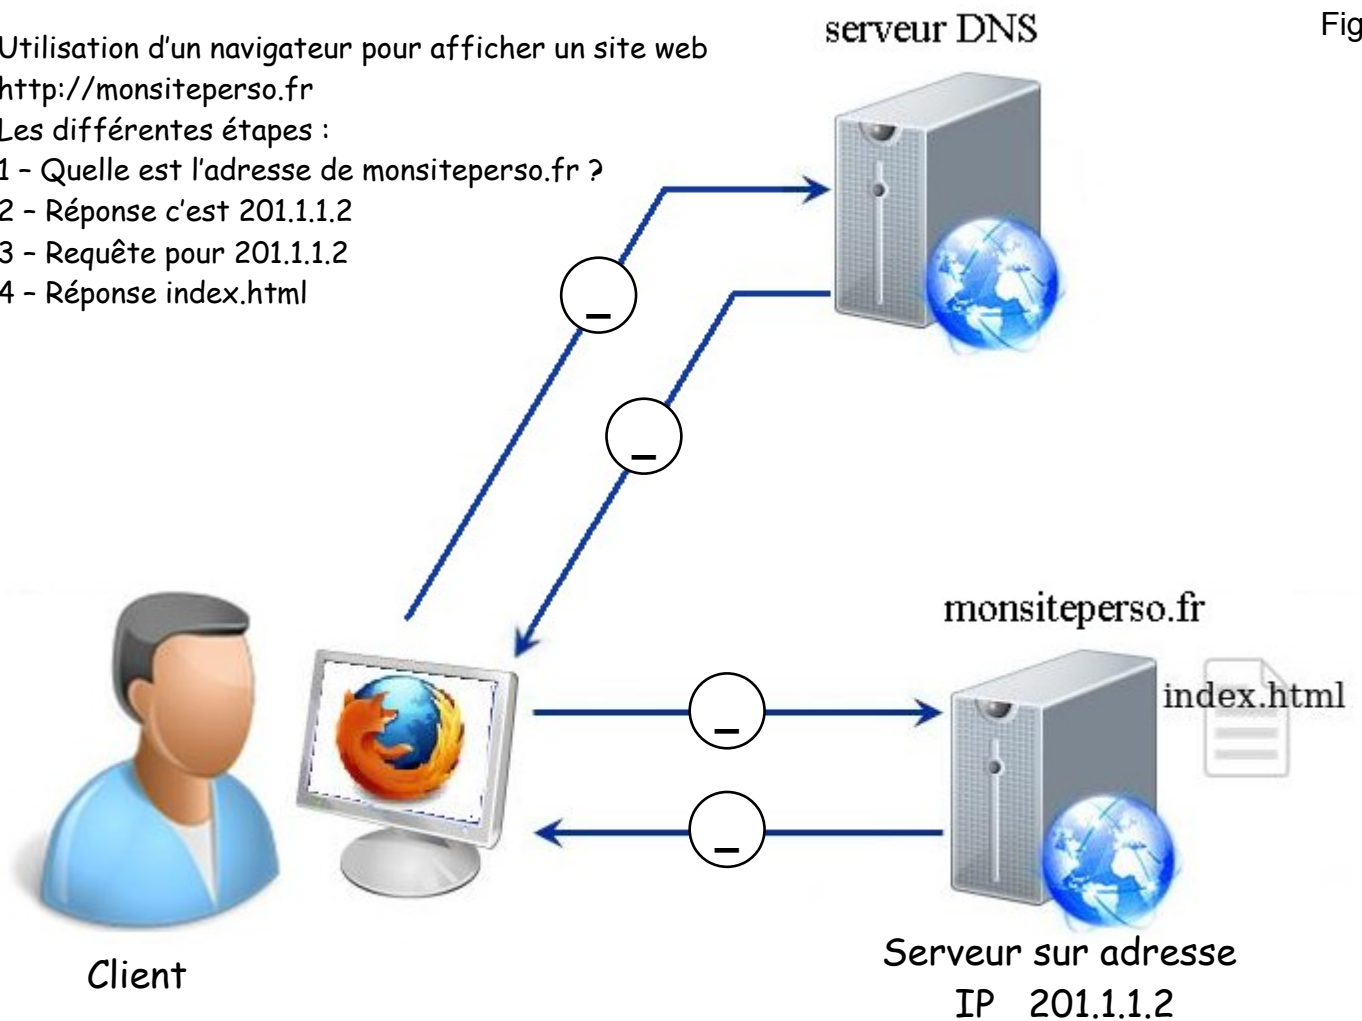 serveur DNS
Fig
Utilisation d’un navigateur pour afficher un site web
http://monsiteperso.fr
Les différentes étapes :
1 – Quelle est l’adresse de monsiteperso.fr ?
2 – Réponse c’est 201.1.1.2
3 – Requête pour 201.1.1.2
4 – Réponse index.html
_
_
monsiteperso.fr
index.html
_
_
Client
Serveur sur adresse
IP 201.1.1.2